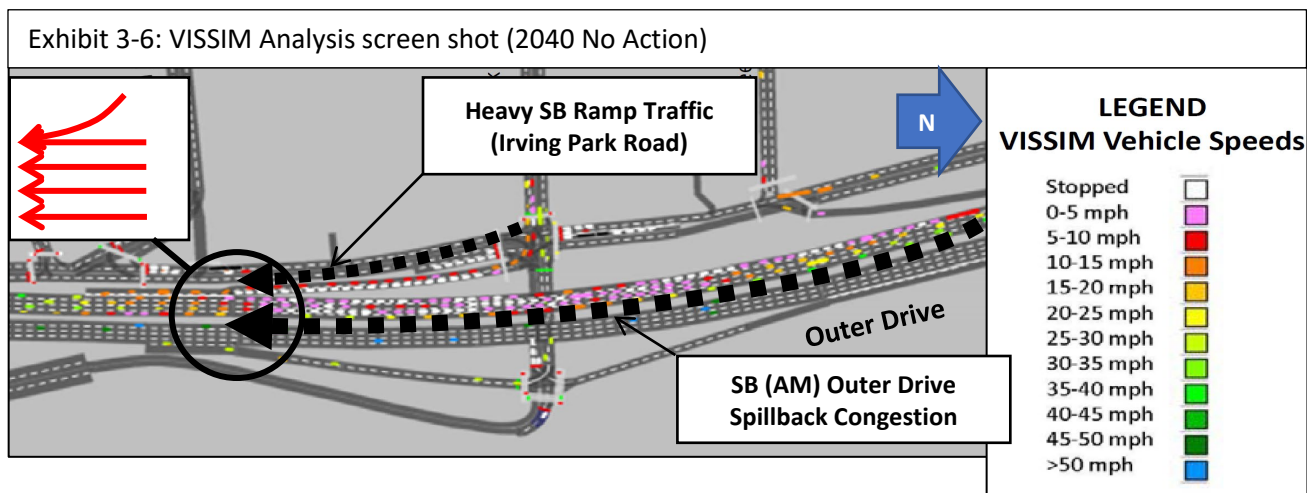 Exhibit 3-6: VISSIM Analysis screen shot (2040 No Action)
Heavy SB Ramp Traffic
(Irving Park Road)
N
Outer Drive
SB (AM) Outer Drive
Spillback Congestion
LEGEND
VISSIM Vehicle Speeds
Stopped
0-5 mph
5-10 mph
10-15 mph
15-20 mph
20-25 mph
25-30 mph
30-35 mph
35-40 mph
40-45 mph
45-50 mph
>50 mph